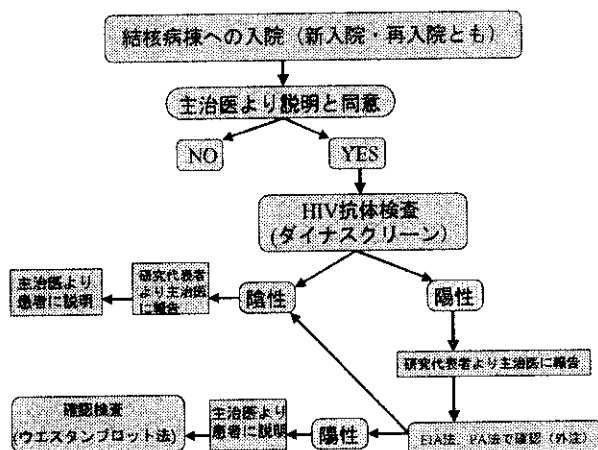 結核病棟への入院（新入院・再入院とも）
主治医より説明と同意
NO
YES
HIV抗体検査
(ダイナスクリーン)
主治医より
患者に説明
研究代表者
より主治医
に報告
陰性
陽性
研究代表者より主治医に報告
確認検査
(ウエスタンブロット法)
主治医より
患者に説明
陽性
EIA法、PA法で確認（外注）